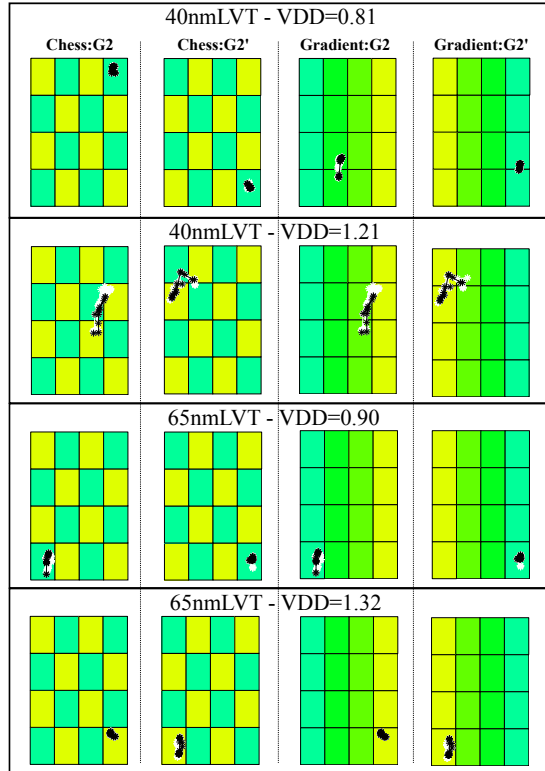 40nmLVT - VDD=0.81
Chess:G2 Chess:G2' Gradient:G2 Gradient:G2'
40nmLVT - VDD=1.21
65nmLVT - VDD=0.90
65nmLVT - VDD=1.32